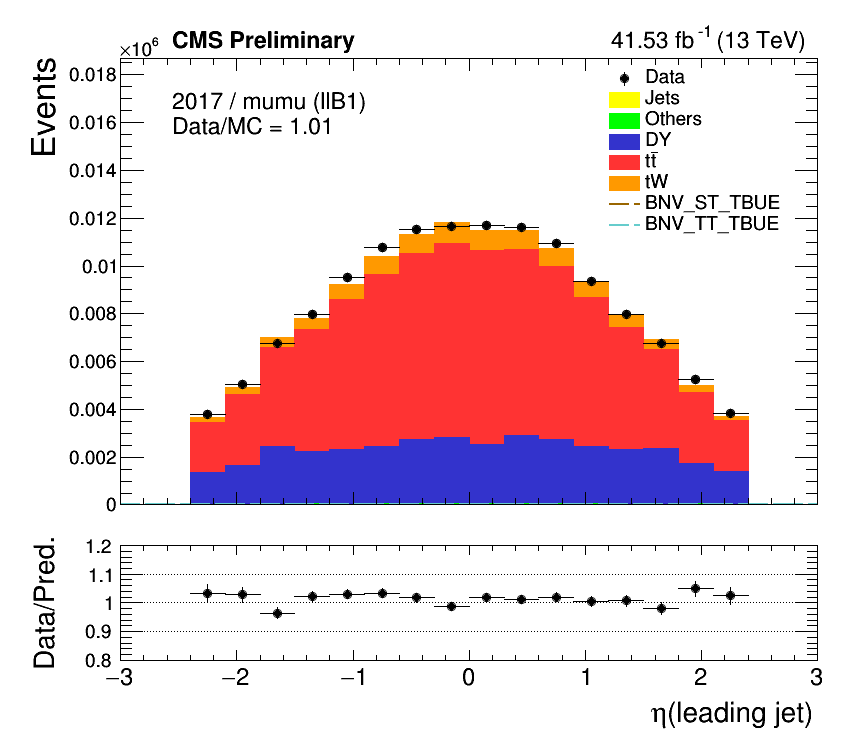 ×10⁶ CMS Preliminary 41.53 fb⁻¹ (13 TeV)
Events
0.018
0.016
0.014
0.012
0.01
0.008
0.006
0.004
0.002
0
2017 / mumu (llB1)
Data/MC = 1.01
Data
Jets
Others
DY
tt̄
tW
BNV_ST_TBUE
BNV_TT_TBUE
Data/Pred.
1.2
1.1
1
0.9
0.8
−3 −2 −1 0 1 2 3
η(leading jet)